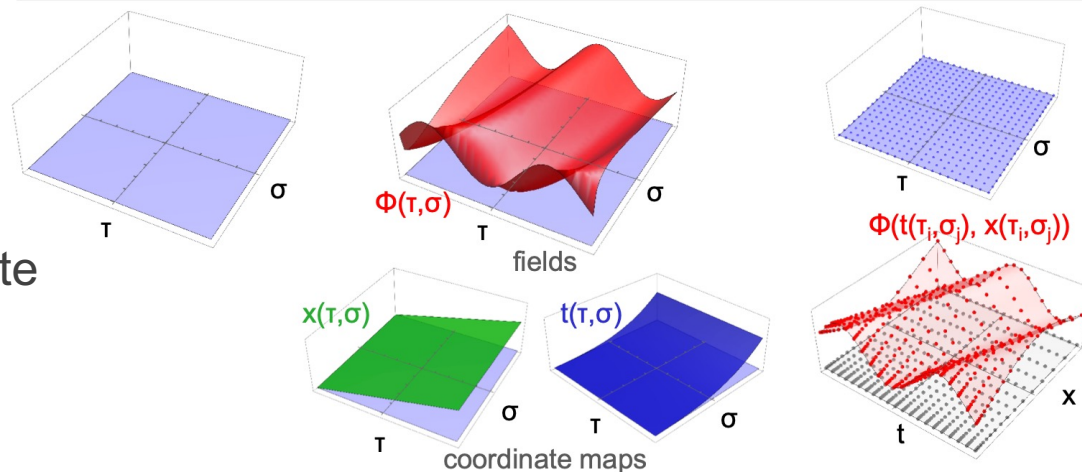 σ
τ
Φ(τ,σ)
σ
τ
fields
σ
τ
te
x(τ,σ)
σ
τ
t(τ,σ)
σ
τ
coordinate maps
Φ(t(τi,σj), x(τi,σj))
x
t